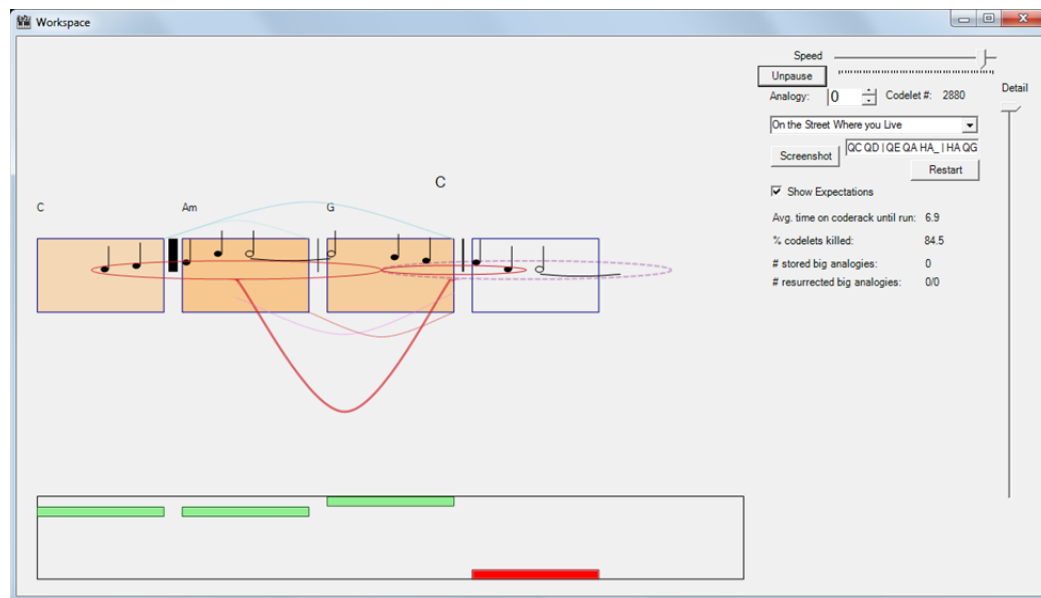 Workspace
Speed
Unpause
Detail
Analogy: 0 Codelet #: 2880
On the Street Where you Live
Screenshot QC QD | QE QA HA_ | HA QG
Restart
Show Expectations
Avg. time on coderack until run: 6.9
% codelets killed: 84.5
# stored big analogies: 0
# resurrected big analogies: 0/0
C
C Am G